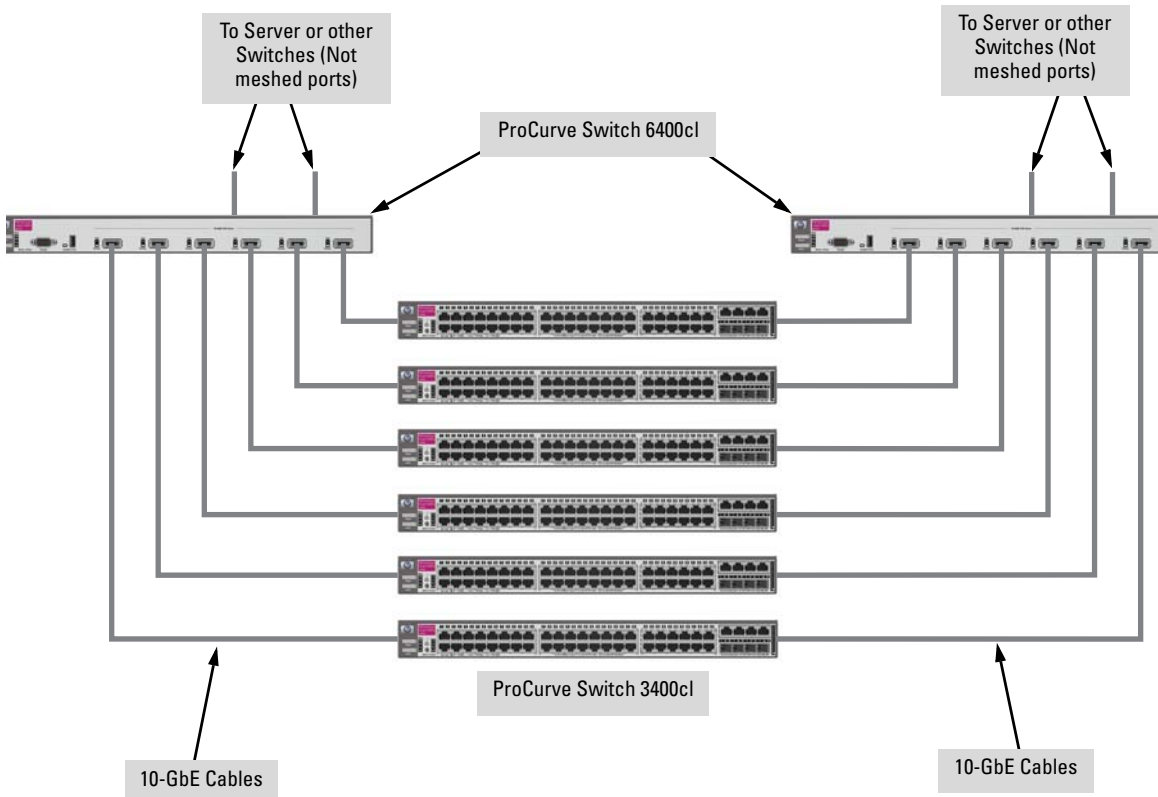 To Server or other
Switches (Not
meshed ports)
To Server or other
Switches (Not
meshed ports)
ProCurve Switch 6400cl
ProCurve Switch 3400cl
10-GbE Cables
10-GbE Cables